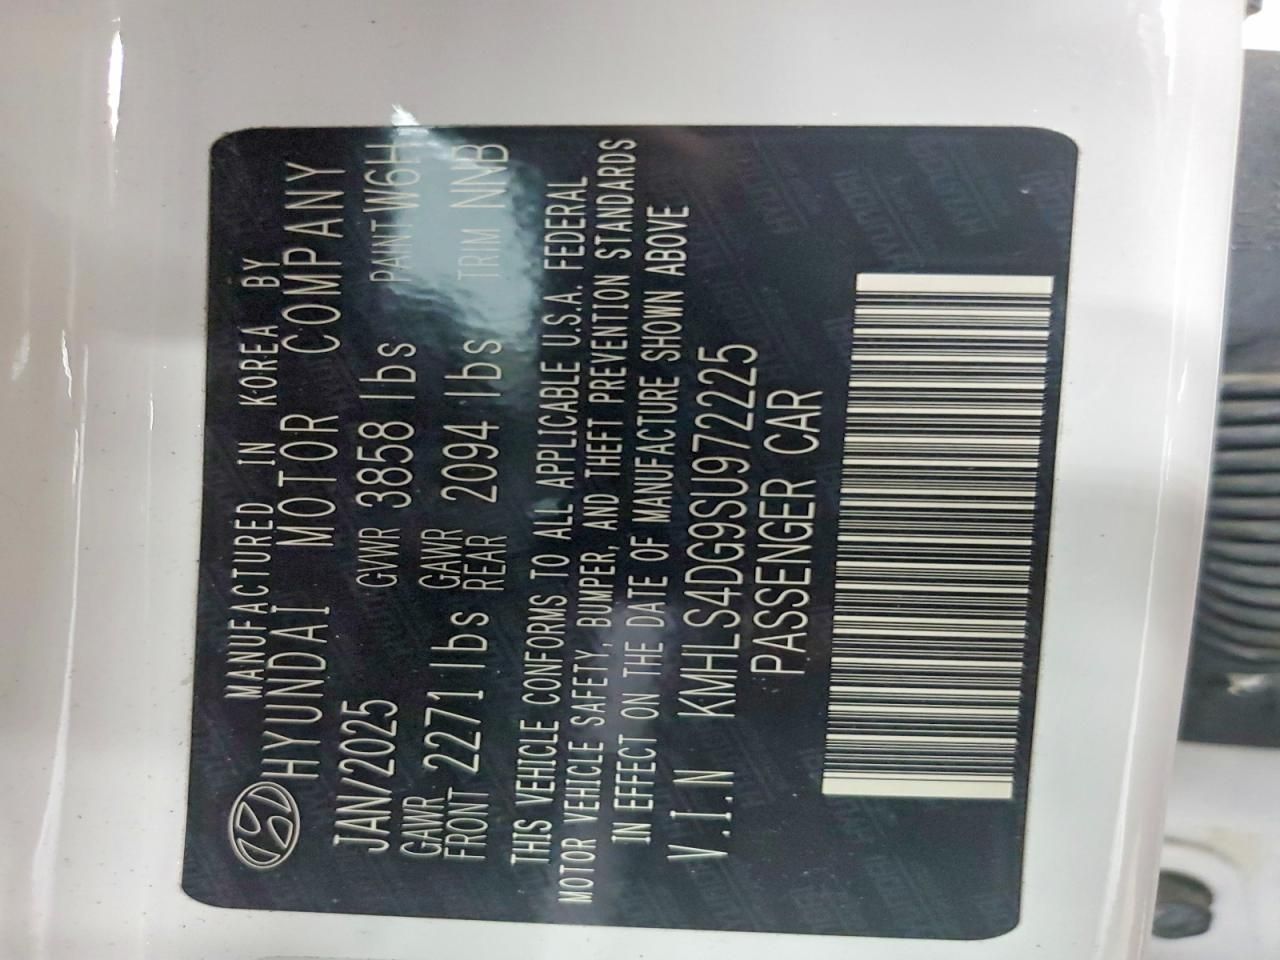 MANUFACTURED IN KOREA BY
HYUNDAI MOTOR COMPANY
JAN/2025 GVWR 3858 lbs PAINT W6H
GAWR FRONT 2271 lbs GAWR REAR 2094 lbs TRIM NNB
THIS VEHICLE CONFORMS TO ALL APPLICABLE U.S.A. FEDERAL
MOTOR VEHICLE SAFETY, BUMPER, AND THEFT PREVENTION STANDARDS
IN EFFECT ON THE DATE OF MANUFACTURE SHOWN ABOVE
V.I.N KMHLS4DG9SU972225
PASSENGER CAR